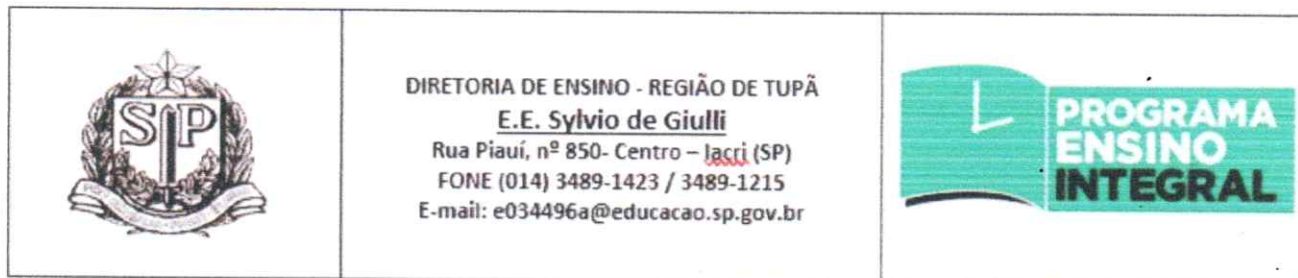 SP
DIRETORIA DE ENSINO - REGIÃO DE TUPÃ
E.E. Sylvio de Giulli
Rua Piauí, nº 850- Centro – Iacri (SP)
FONE (014) 3489-1423 / 3489-1215
E-mail: e034496a@educacao.sp.gov.br
PROGRAMA
ENSINO
INTEGRAL